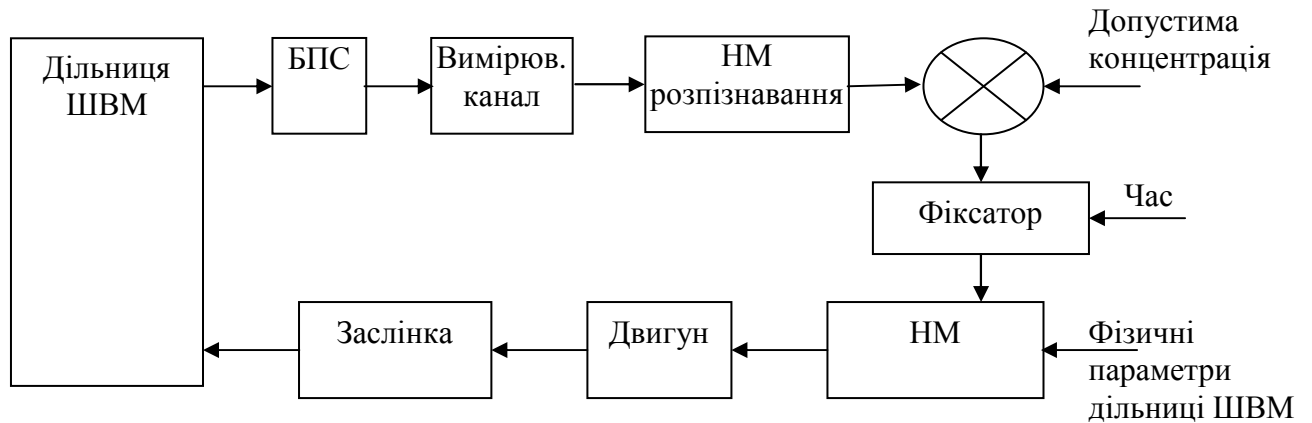 Дільниця
ШВМ
БПС
Вимірюв.
канал
НМ
розпізнавання
Допустима
концентрація
Фіксатор
Час
Заслінка
Двигун
НМ
Фізичні
параметри
дільниці ШВМ